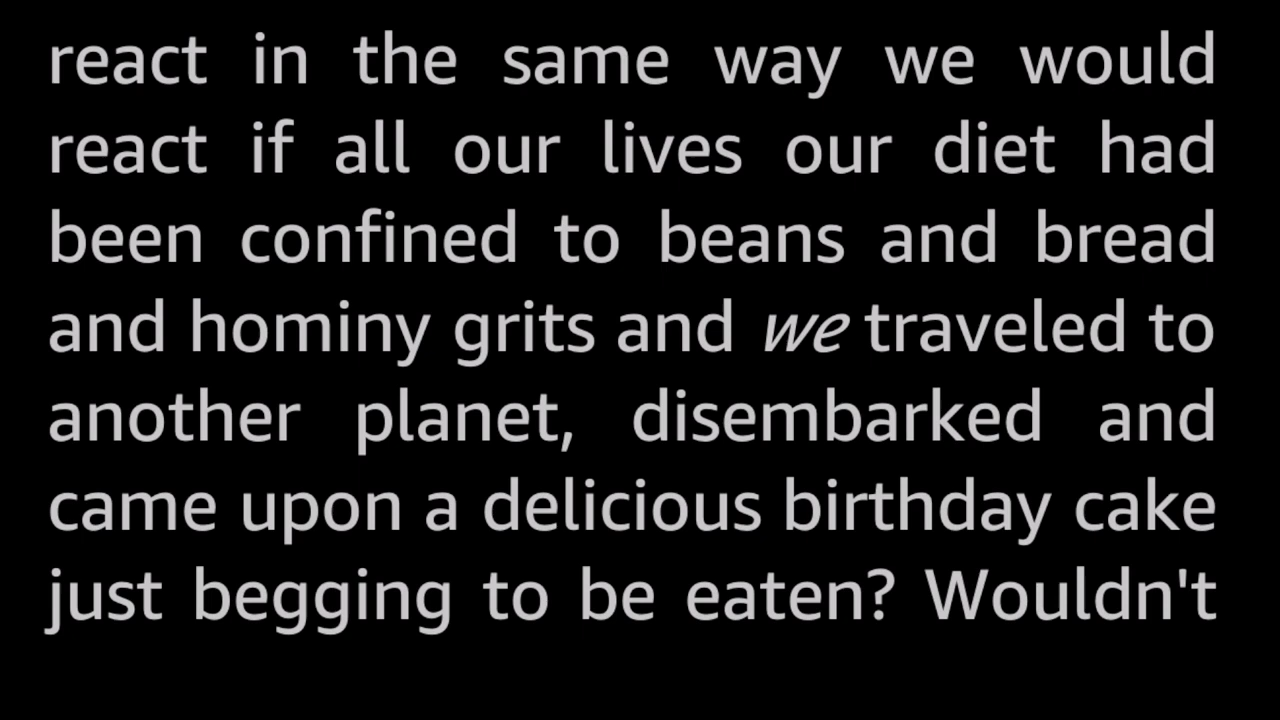 react in the same way we would
react if all our lives our diet had
been confined to beans and bread
and hominy grits and we traveled to
another planet, disembarked and
came upon a delicious birthday cake
just begging to be eaten? Wouldn't